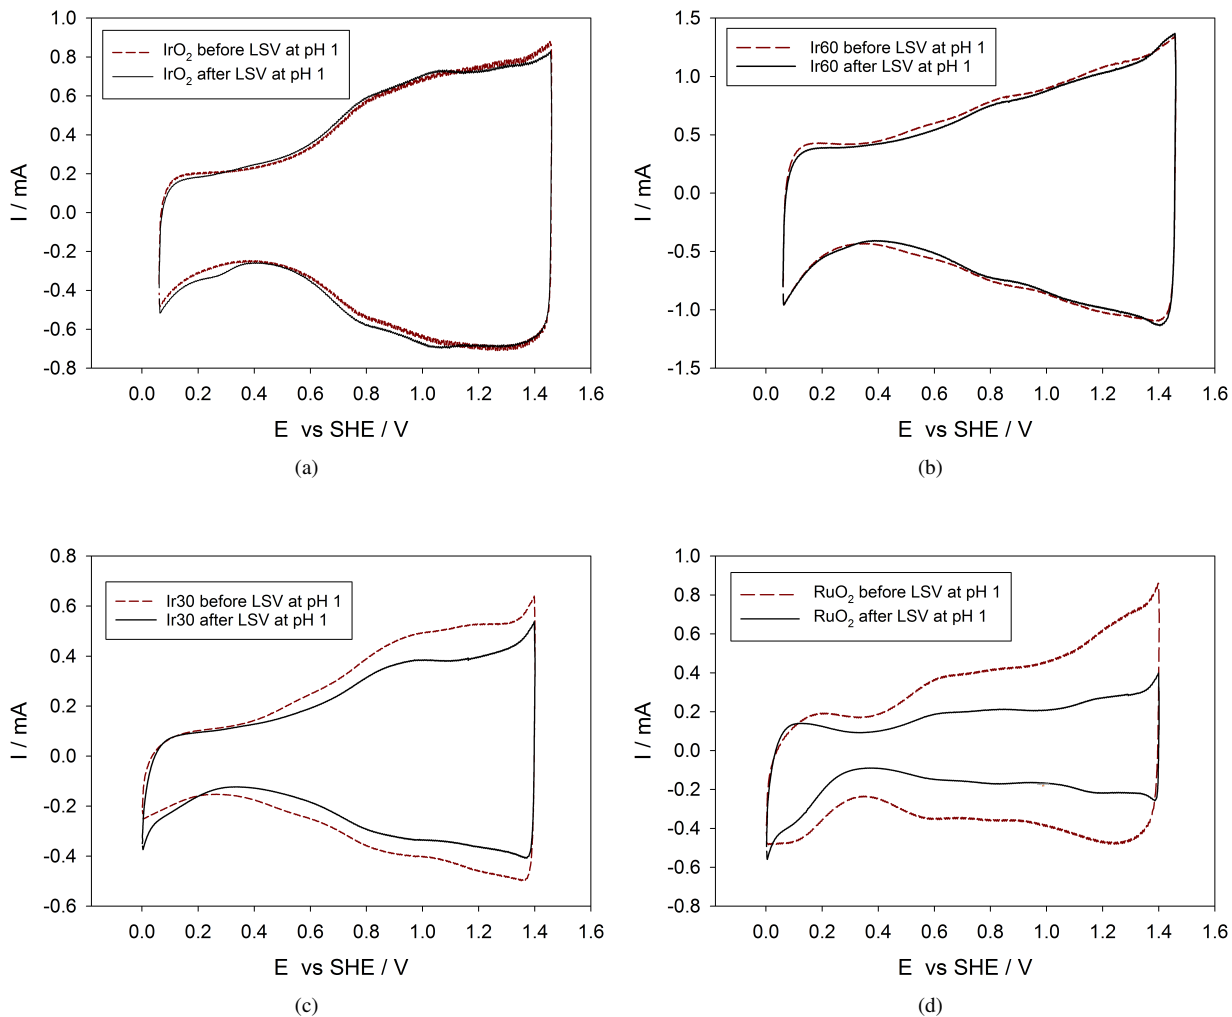 1.0
0.8
0.6
0.4
0.2
0.0
-0.2
-0.4
-0.6
-0.8
I / mA
IrO2 before LSV at pH 1
IrO2 after LSV at pH 1
0.0 0.2 0.4 0.6 0.8 1.0 1.2 1.4 1.6
E vs SHE / V
(a)
1.5
1.0
0.5
0.0
-0.5
-1.0
-1.5
I / mA
Ir60 before LSV at pH 1
Ir60 after LSV at pH 1
0.0 0.2 0.4 0.6 0.8 1.0 1.2 1.4 1.6
E vs SHE / V
(b)
0.8
0.6
0.4
0.2
0.0
-0.2
-0.4
-0.6
I / mA
Ir30 before LSV at pH 1
Ir30 after LSV at pH 1
0.0 0.2 0.4 0.6 0.8 1.0 1.2 1.4 1.6
E vs SHE / V
(c)
1.0
0.8
0.6
0.4
0.2
0.0
-0.2
-0.4
-0.6
-0.8
I / mA
RuO2 before LSV at pH 1
RuO2 after LSV at pH 1
0.0 0.2 0.4 0.6 0.8 1.0 1.2 1.4 1.6
E vs SHE / V
(d)